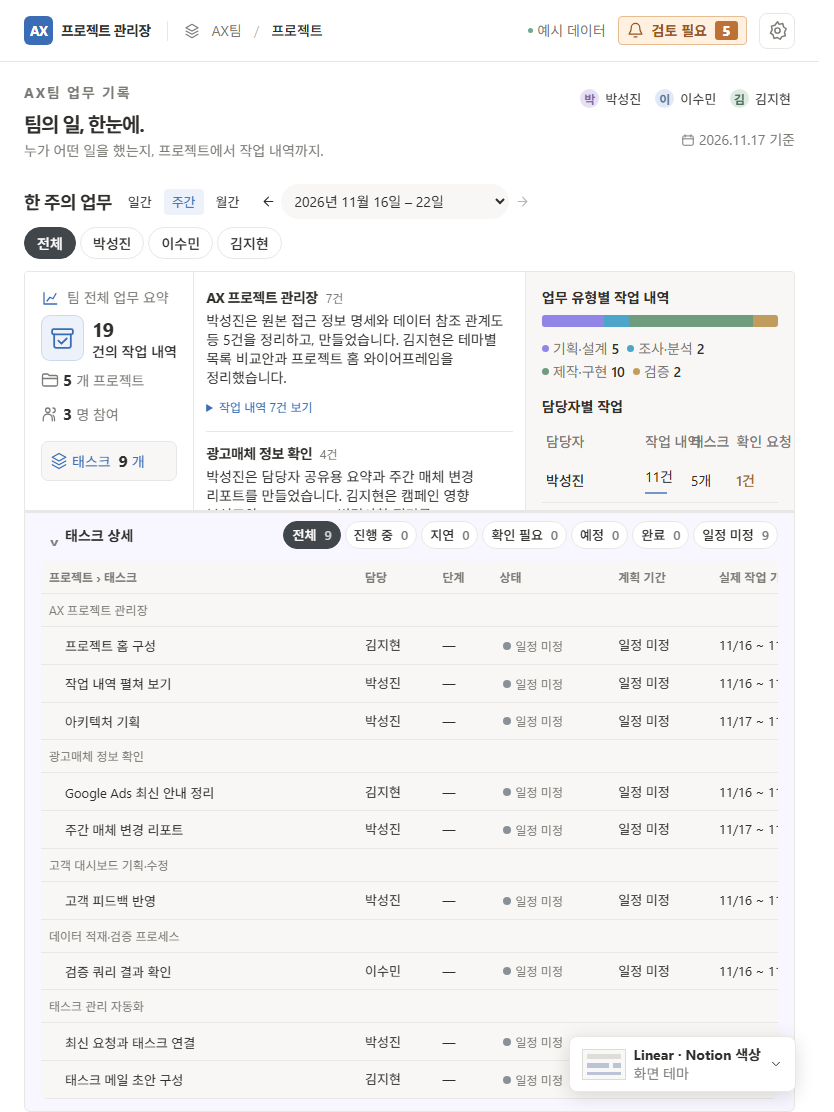 AX 프로젝트 관리장 AX팀 / 프로젝트 예시 데이터 검토 필요 5
AX팀 업무 기록
박 박성진 이 이수민 김 김지현
팀의 일, 한눈에.
누가 어떤 일을 했는지, 프로젝트에서 작업 내역까지.
2026.11.17 기준
한 주의 업무 일간 주간 월간 ← 2026년 11월 16일 – 22일 →
전체 박성진 이수민 김지현
팀 전체 업무 요약
19
건의 작업 내역
5 개 프로젝트
3 명 참여
태스크 9 개
AX 프로젝트 관리장 7건
박성진은 원본 접근 정보 명세와 데이터 참조 관계도
등 5건을 정리하고, 만들었습니다. 김지현은 테마별
목록 비교안과 프로젝트 홈 와이어프레임을
정리했습니다.
▶ 작업 내역 7건 보기
광고매체 정보 확인 4건
박성진은 담당자 공유용 요약과 주간 매체 변경
리포트를 만들었습니다. 김지현은 캠페인 영향
업무 유형별 작업 내역
기획·설계 5 조사·분석 2
제작·구현 10 검증 2
담당자별 작업
담당자 작업 내역 태스크 확인 요청
박성진 11건 5개 1건
태스크 상세 전체 9 진행 중 0 지연 0 확인 필요 0 예정 0 완료 0 일정 미정 9
프로젝트 › 태스크 담당 단계 상태 계획 기간 실제 작업
AX 프로젝트 관리장
프로젝트 홈 구성 김지현 — 일정 미정 일정 미정 11/16 ~
작업 내역 펼쳐 보기 박성진 — 일정 미정 일정 미정 11/16 ~
아키텍처 기획 박성진 — 일정 미정 일정 미정 11/17 ~
광고매체 정보 확인
Google Ads 최신 안내 정리 김지현 — 일정 미정 일정 미정 11/16 ~
주간 매체 변경 리포트 박성진 — 일정 미정 일정 미정 11/17 ~
고객 대시보드 기획·수정
고객 피드백 반영 박성진 — 일정 미정 일정 미정 11/16 ~
데이터 적재·검증 프로세스
검증 쿼리 결과 확인 이수민 — 일정 미정 일정 미정 11/16 ~
태스크 관리 자동화
최신 요청과 태스크 연결 박성진 — 일정 미정
태스크 메일 초안 구성 김지현 — 일정 미정
Linear · Notion 색상
화면 테마